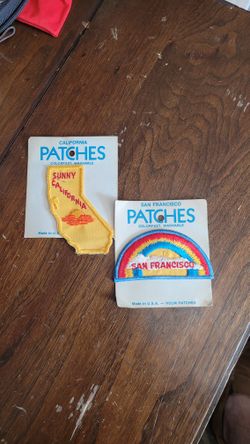 CALIFORNIA
PATCHES
COLORFAST, WASHABLE
SUNNY
CALIFORNIA
SAN FRANCISCO
PATCHES
COLORFAST, WASHABLE
SAN FRANCISCO
Made in U.S.A. — VOUR PATCHES